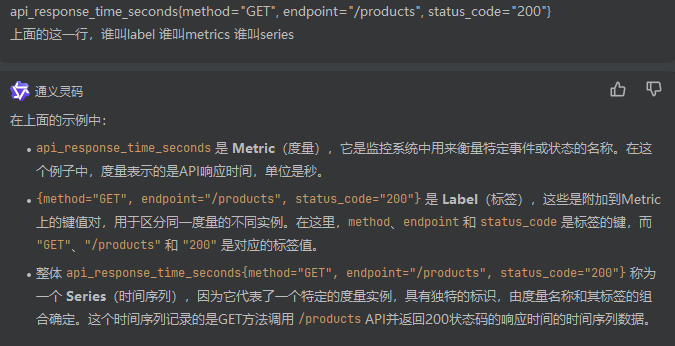 api_response_time_seconds{method="GET", endpoint="/products", status_code="200"}
上面的这一行，谁叫label 谁叫metrics 谁叫series
通义灵码
在上面的示例中：
• api_response_time_seconds 是 Metric（度量），它是监控系统中用来衡量特定事件或状态的名称。在这
个例子中，度量表示的是API响应时间，单位是秒。
• {method="GET", endpoint="/products", status_code="200"} 是 Label（标签），这些是附加到Metric
上的键值对，用于区分同一度量的不同实例。在这里，method、endpoint 和 status_code 是标签的键，而
"GET"、"/products" 和 "200" 是对应的标签值。
• 整体 api_response_time_seconds{method="GET", endpoint="/products", status_code="200"} 称为
一个 Series（时间序列），因为它代表了一个特定的度量实例，具有独特的标识，由度量名称和其标签的组
合确定。这个时间序列记录的是GET方法调用 /products API并返回200状态码的响应时间的时间序列数据。